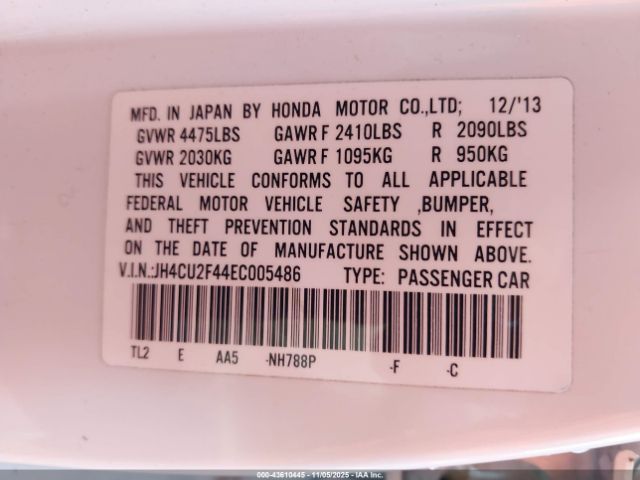 MFD. IN JAPAN BY HONDA MOTOR CO.,LTD; 12/'13
GVWR 4475LBS GAWR F 2410LBS R 2090LBS
GVWR 2030KG GAWR F 1095KG R 950KG
THIS VEHICLE CONFORMS TO ALL APPLICABLE
FEDERAL MOTOR VEHICLE SAFETY ,BUMPER,
AND THEFT PREVENTION STANDARDS IN EFFECT
ON THE DATE OF MANUFACTURE SHOWN ABOVE.
V.I.N.:JH4CU2F44EC005486 TYPE: PASSENGER CAR
TL2 E AA5 -NH788P -F -C
000-43610445 - 11/05/2025 - IAA Inc.